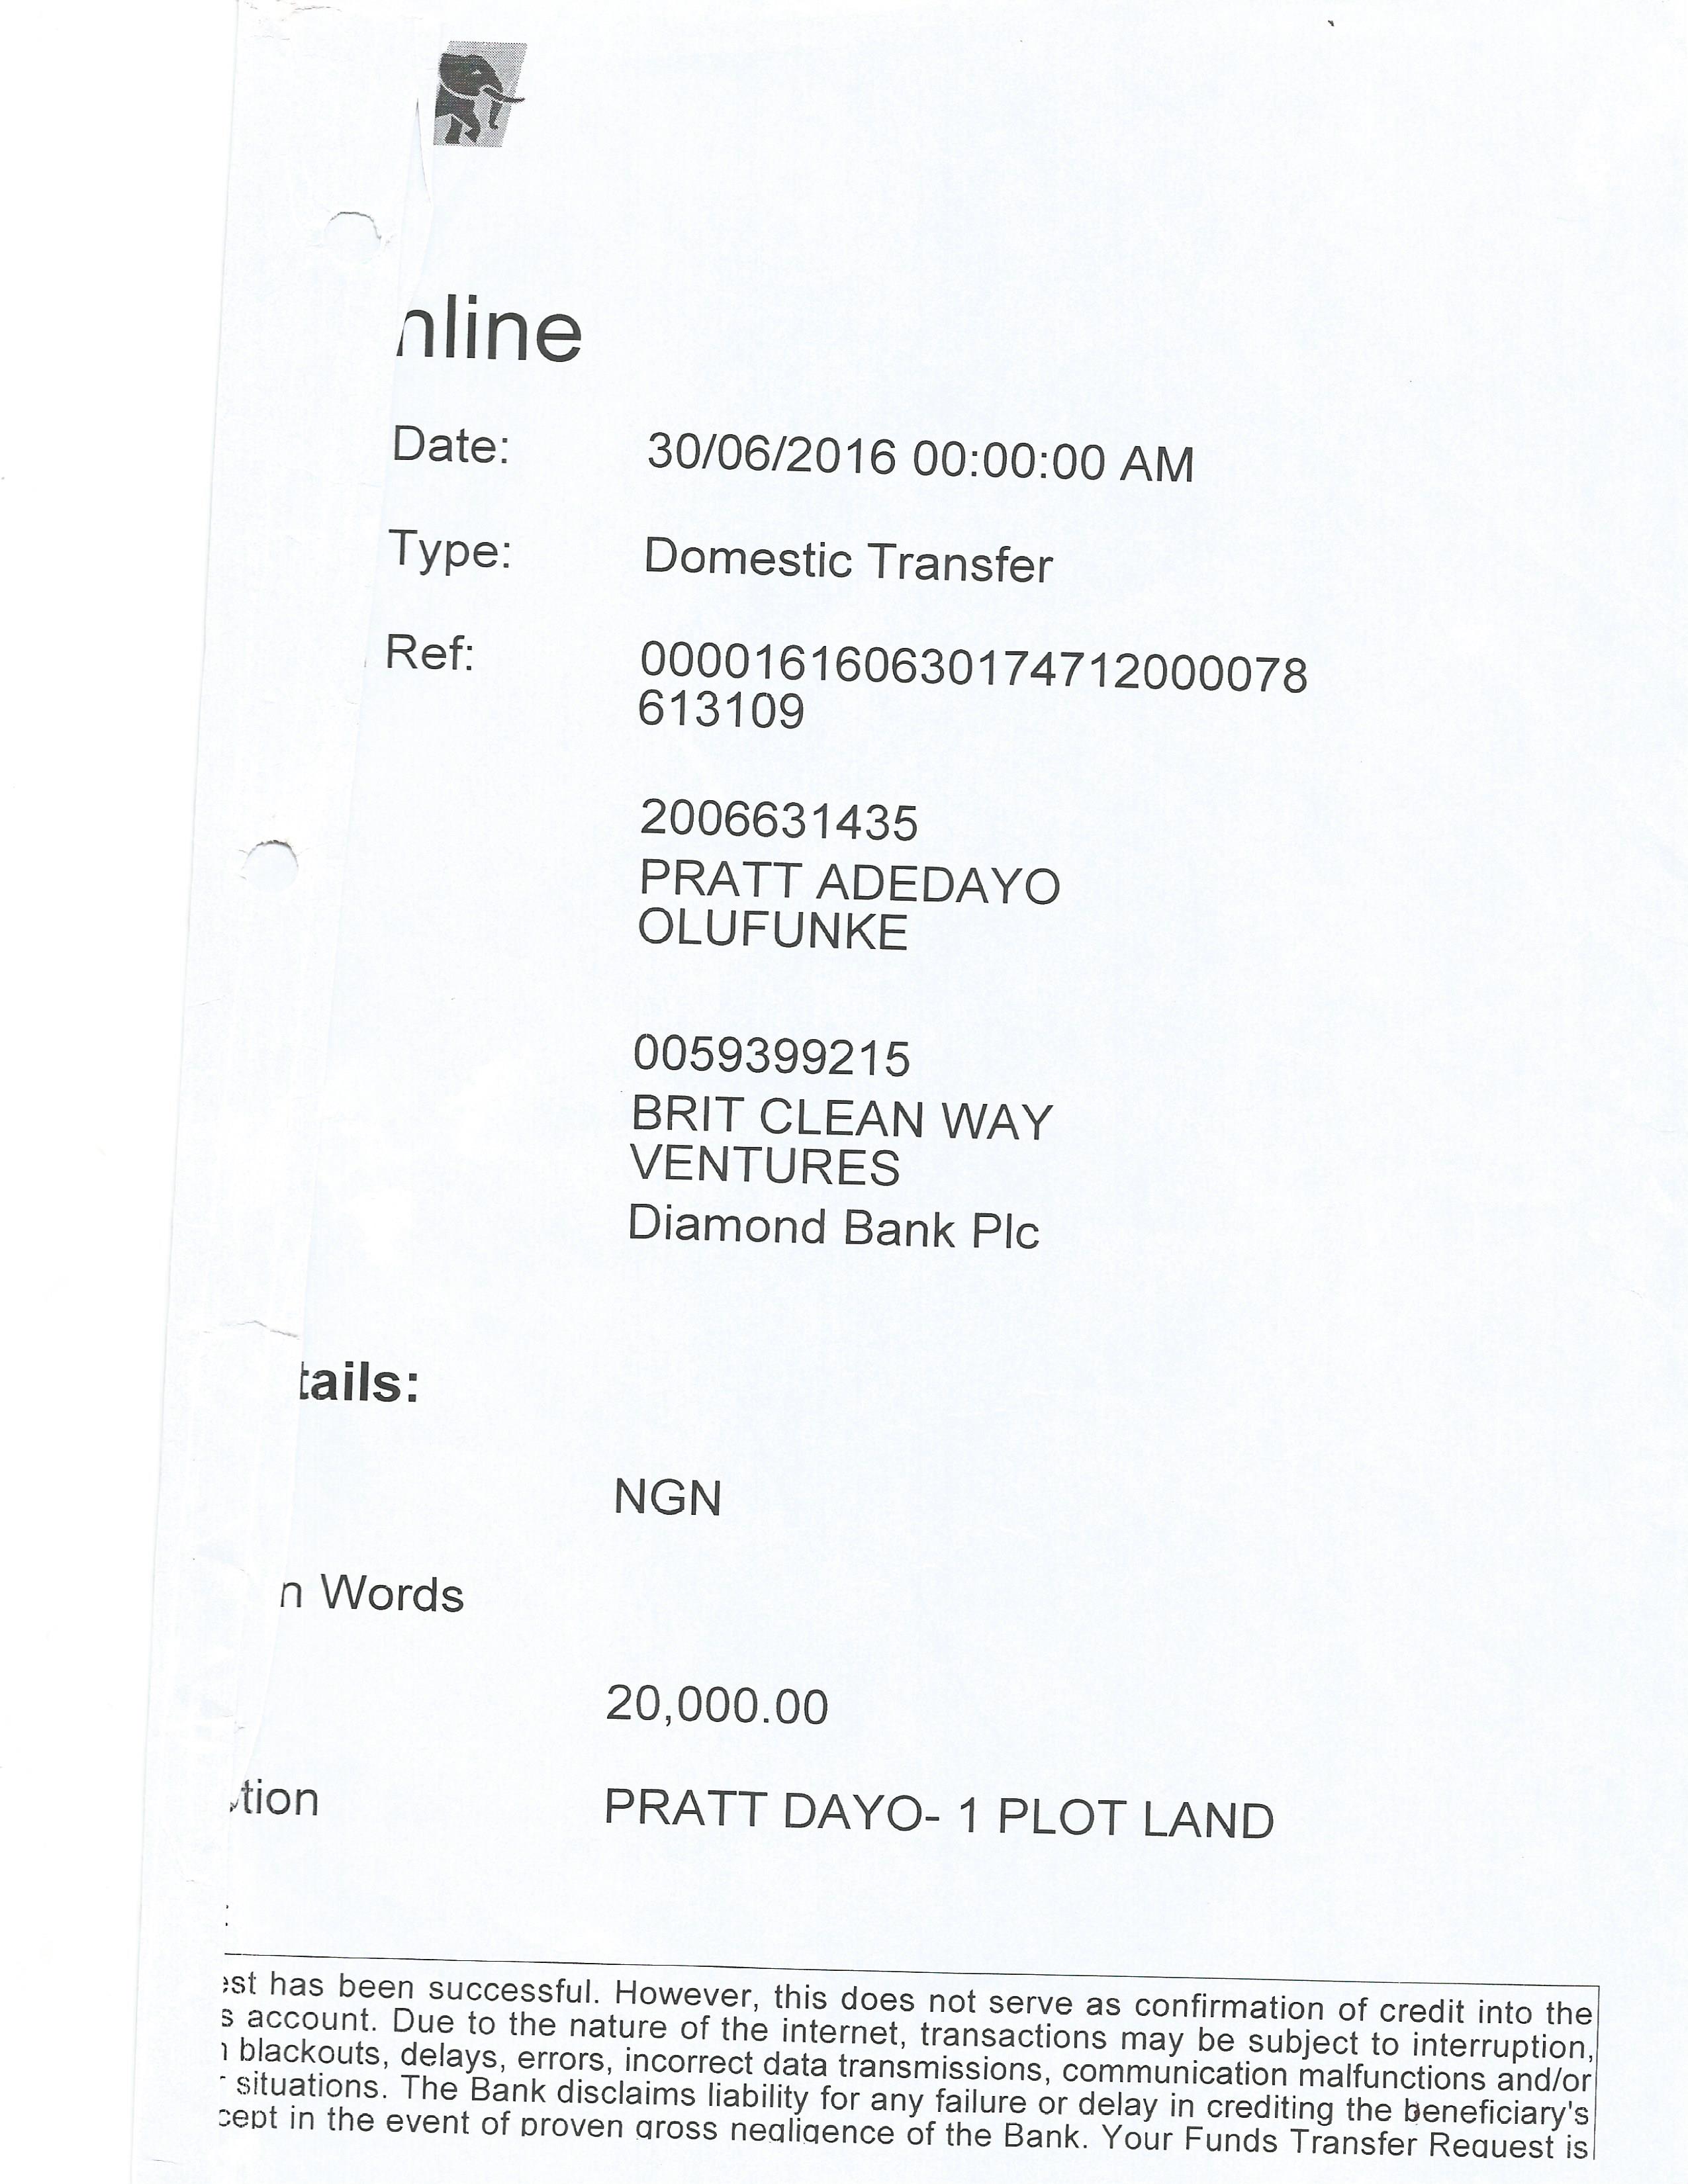 nline
Date: 30/06/2016 00:00:00 AM
Type: Domestic Transfer
Ref: 000016160630174712000078
613109
2006631435
PRATT ADEDAYO
OLUFUNKE
0059399215
BRIT CLEAN WAY
VENTURES
Diamond Bank Plc
tails:
NGN
n Words
20,000.00
tion PRATT DAYO- 1 PLOT LAND
:
est has been successful. However, this does not serve as confirmation of credit into the
s account. Due to the nature of the internet, transactions may be subject to interruption,
blackouts, delays, errors, incorrect data transmissions, communication malfunctions and/or
situations. The Bank disclaims liability for any failure or delay in crediting the beneficiary's
cept in the event of proven gross negligence of the Bank. Your Funds Transfer Request is